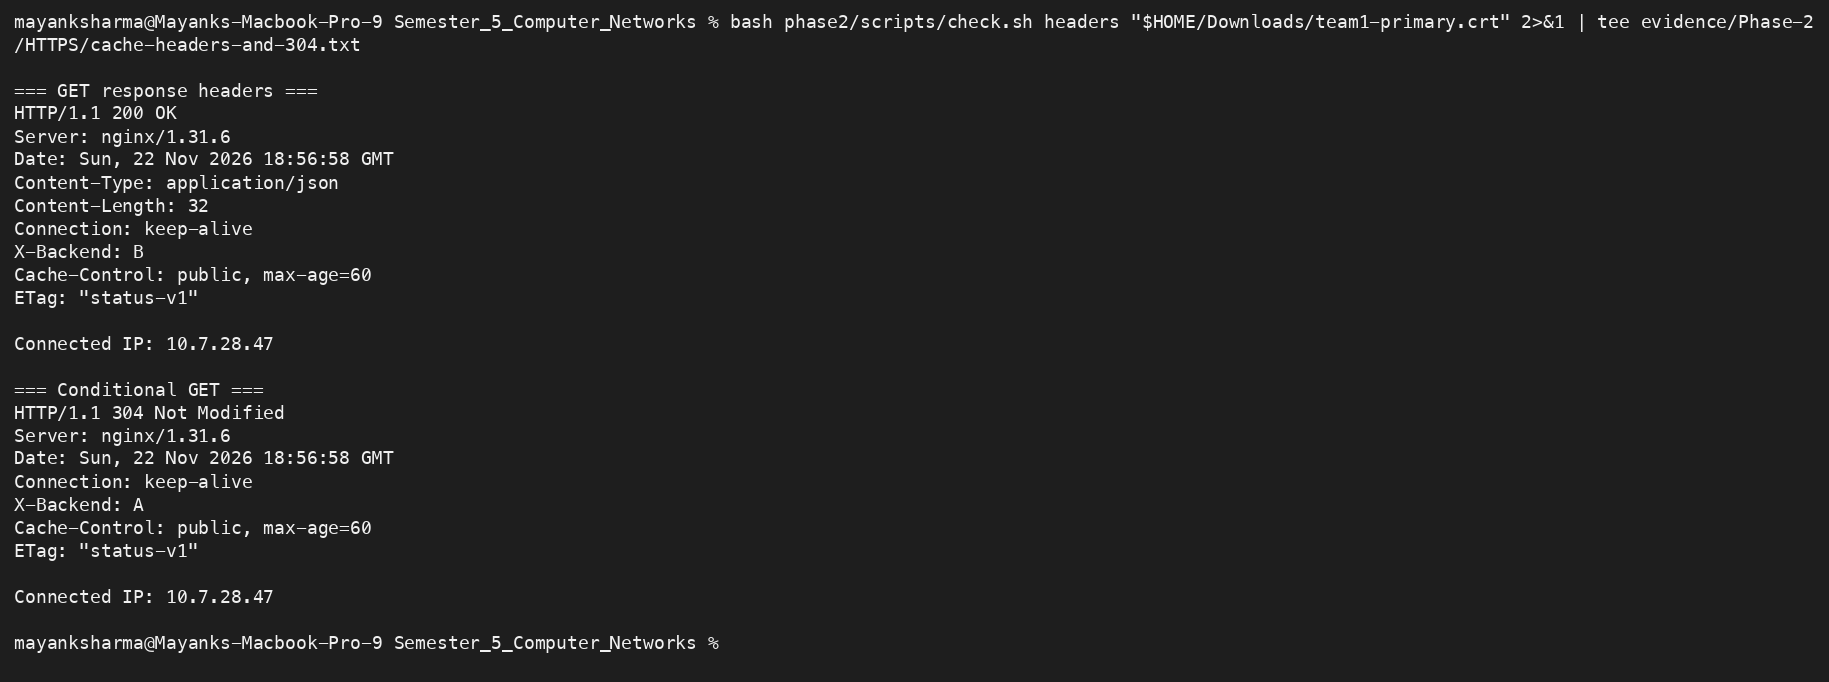 mayanksharma@Mayanks-Macbook-Pro-9 Semester_5_Computer_Networks % bash phase2/scripts/check.sh headers "$HOME/Downloads/team1-primary.crt" 2>&1 | tee evidence/Phase-2
/HTTPS/cache-headers-and-304.txt
=== GET response headers ===
HTTP/1.1 200 OK
Server: nginx/1.31.6
Date: Sun, 22 Nov 2026 18:56:58 GMT
Content-Type: application/json
Content-Length: 32
Connection: keep-alive
X-Backend: B
Cache-Control: public, max-age=60
ETag: "status-v1"
Connected IP: 10.7.28.47
=== Conditional GET ===
HTTP/1.1 304 Not Modified
Server: nginx/1.31.6
Date: Sun, 22 Nov 2026 18:56:58 GMT
Connection: keep-alive
X-Backend: A
Cache-Control: public, max-age=60
ETag: "status-v1"
Connected IP: 10.7.28.47
mayanksharma@Mayanks-Macbook-Pro-9 Semester_5_Computer_Networks %